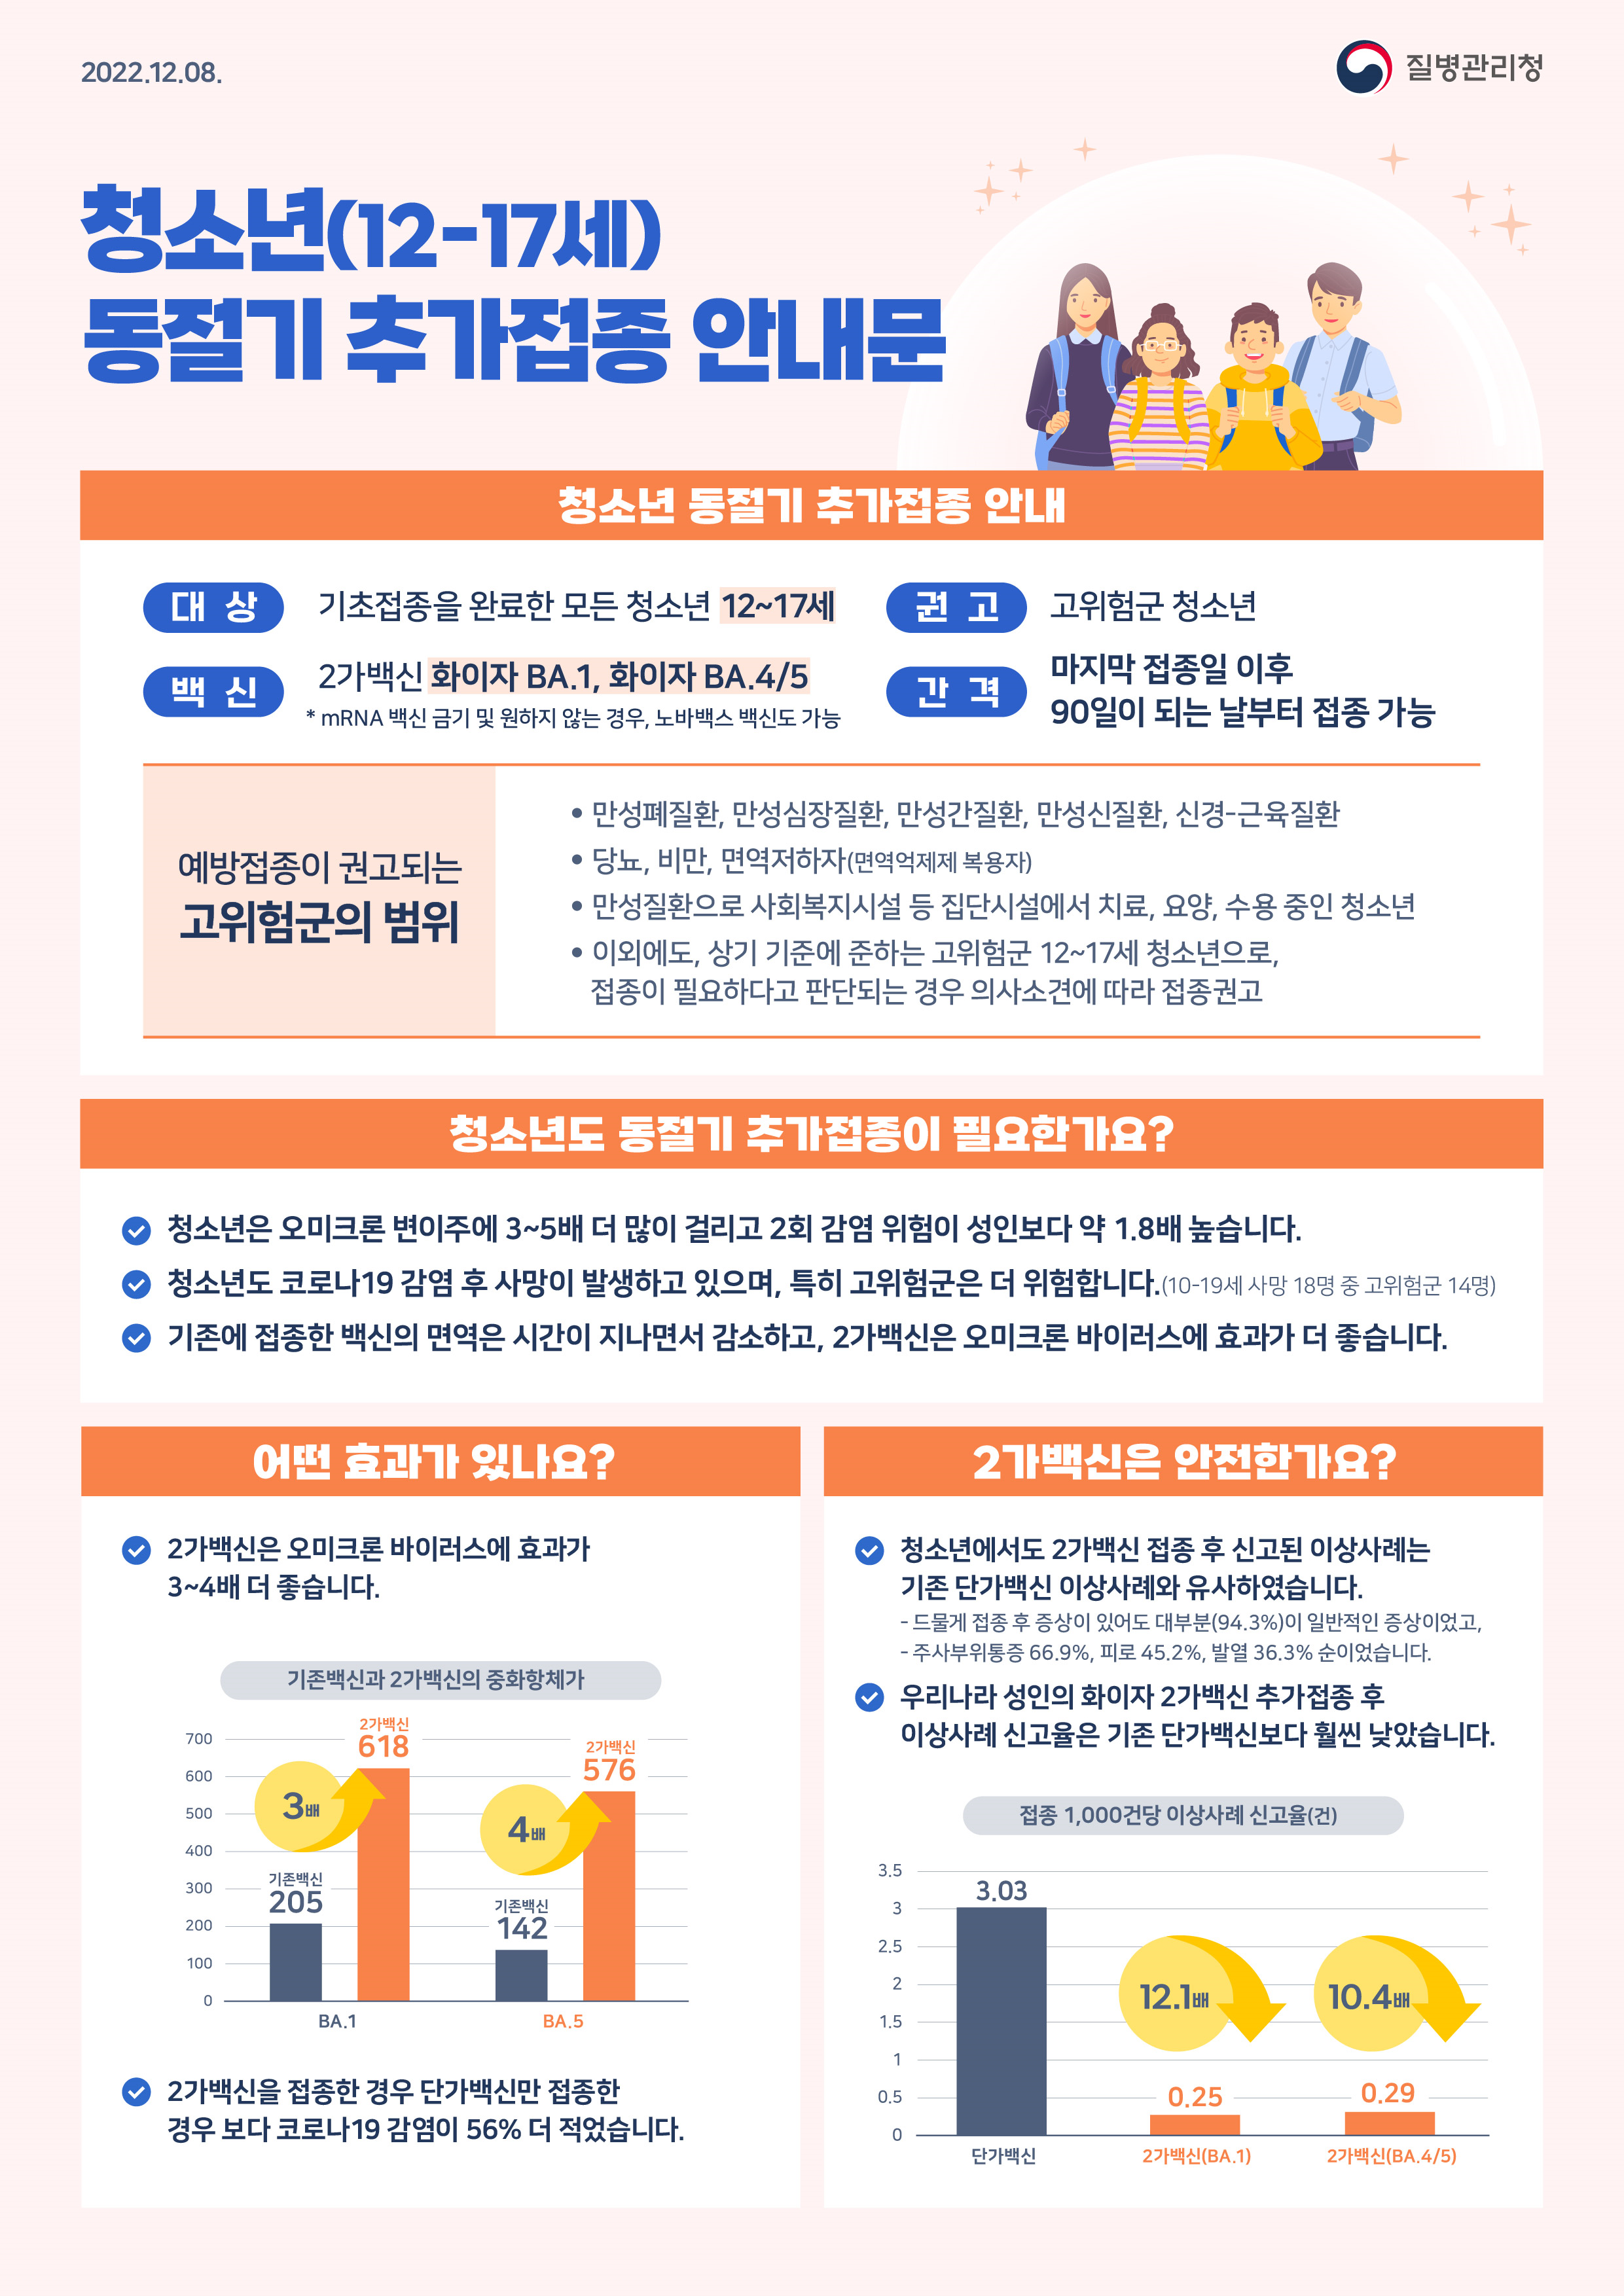 2022.12.08.
질병관리청
청소년(12-17세)
동절기 추가접종 안내문
청소년 동절기 추가접종 안내
대 상
기초접종을 완료한 모든 청소년 12~17세
권 고
고위험군 청소년
백 신
2가백신 화이자 BA.1, 화이자 BA.4/5
* mRNA 백신 금기 및 원하지 않는 경우, 노바백스 백신도 가능
간 격
마지막 접종일 이후
90일이 되는 날부터 접종 가능
예방접종이 권고되는
고위험군의 범위
• 만성폐질환, 만성심장질환, 만성간질환, 만성신질환, 신경-근육질환
• 당뇨, 비만, 면역저하자(면역억제제 복용자)
• 만성질환으로 사회복지시설 등 집단시설에서 치료, 요양, 수용 중인 청소년
• 이외에도, 상기 기준에 준하는 고위험군 12~17세 청소년으로,
접종이 필요하다고 판단되는 경우 의사소견에 따라 접종권고
청소년도 동절기 추가접종이 필요한가요?
청소년은 오미크론 변이주에 3~5배 더 많이 걸리고 2회 감염 위험이 성인보다 약 1.8배 높습니다.
청소년도 코로나19 감염 후 사망이 발생하고 있으며, 특히 고위험군은 더 위험합니다.(10-19세 사망 18명 중 고위험군 14명)
기존에 접종한 백신의 면역은 시간이 지나면서 감소하고, 2가백신은 오미크론 바이러스에 효과가 더 좋습니다.
어떤 효과가 있나요?
2가백신은 오미크론 바이러스에 효과가
3~4배 더 좋습니다.
기존백신과 2가백신의 중화항체가
700
600
500
400
300
200
100
0
기존백신
205
3배
2가백신
618
기존백신
142
4배
2가백신
576
BA.1
BA.5
2가백신을 접종한 경우 단가백신만 접종한
경우 보다 코로나19 감염이 56% 더 적었습니다.
2가백신은 안전한가요?
청소년에서도 2가백신 접종 후 신고된 이상사례는
기존 단가백신 이상사례와 유사하였습니다.
- 드물게 접종 후 증상이 있어도 대부분(94.3%)이 일반적인 증상이었고,
- 주사부위통증 66.9%, 피로 45.2%, 발열 36.3% 순이었습니다.
우리나라 성인의 화이자 2가백신 추가접종 후
이상사례 신고율은 기존 단가백신보다 훨씬 낮았습니다.
접종 1,000건당 이상사례 신고율(건)
3.5
3
2.5
2
1.5
1
0.5
0
3.03
12.1배
10.4배
0.25
0.29
단가백신
2가백신(BA.1)
2가백신(BA.4/5)